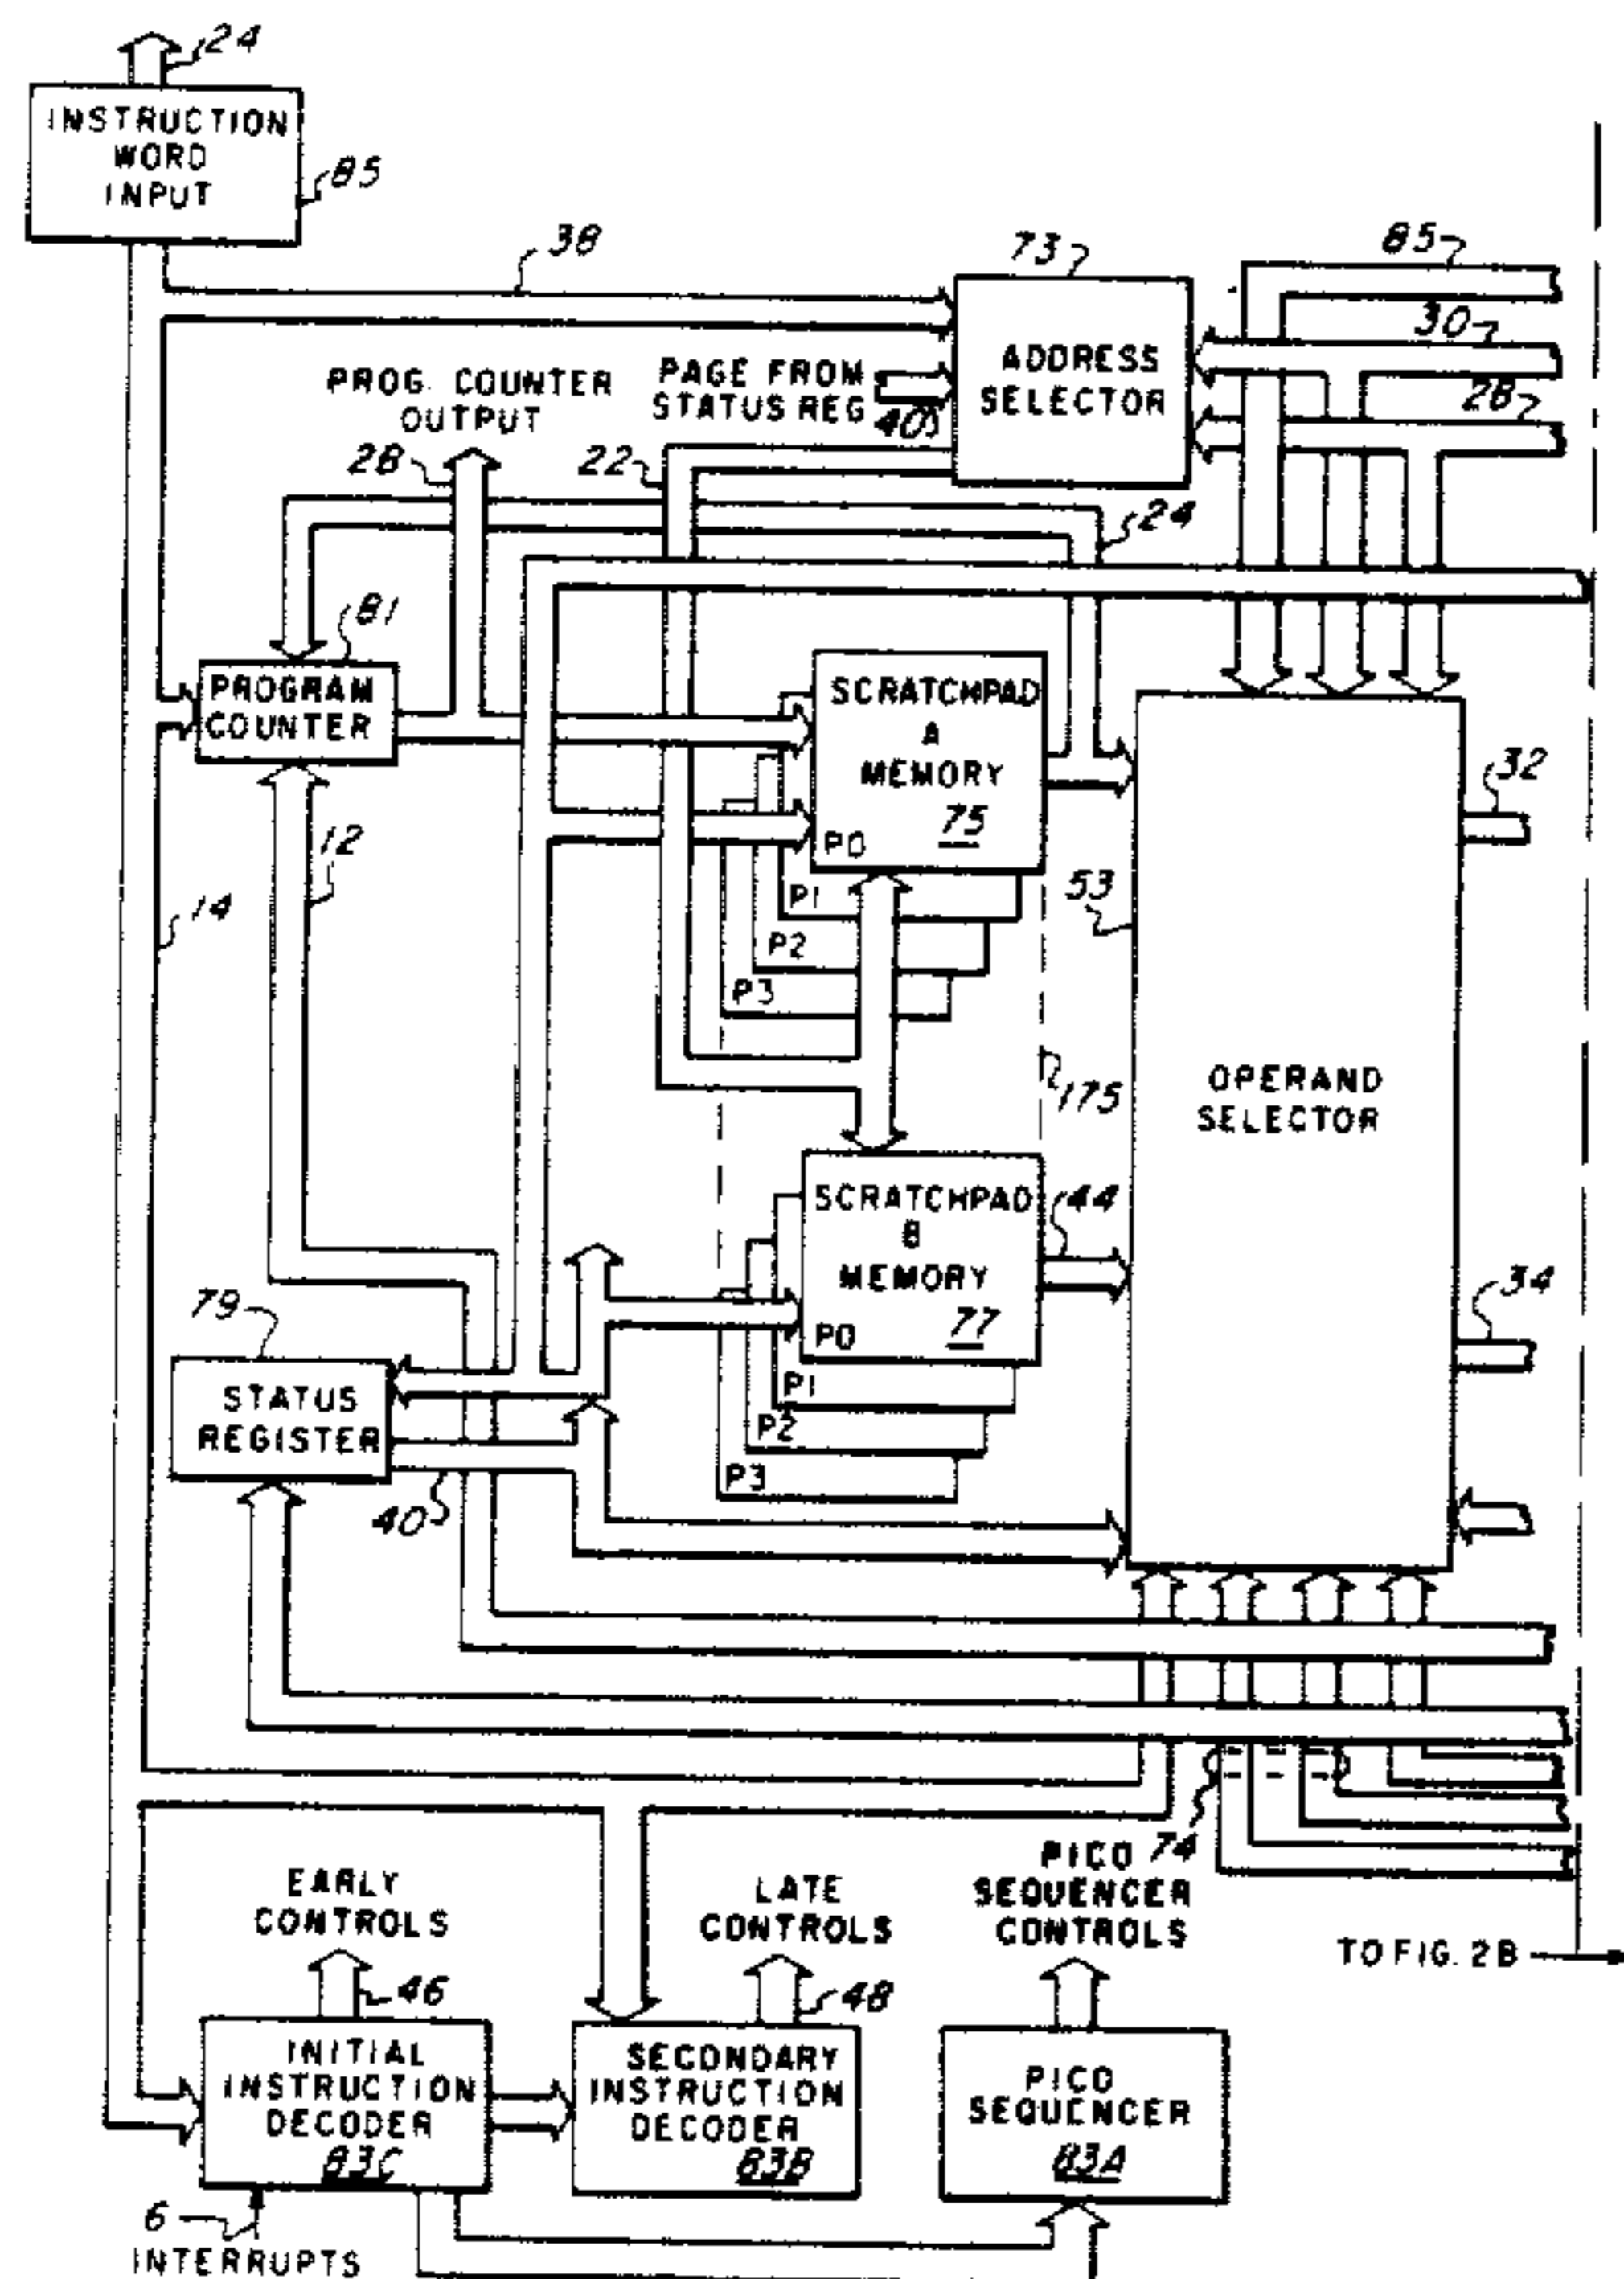 24
INSTRUCTION
WORD
INPUT
85
38
73
85
30
28
ADDRESS
SELECTOR
PAGE FROM
STATUS REG
40
PROG. COUNTER
OUTPUT
28
22
24
81
PROGRAM
COUNTER
SCRATCHPAD
A
MEMORY
75
P0
P1
P2
P3
32
12
14
53
175
OPERAND
SELECTOR
SCRATCHPAD
B
MEMORY
77
P0
P1
P2
P3
44
34
79
STATUS
REGISTER
40
74
EARLY
CONTROLS
LATE
CONTROLS
PICO
SEQUENCER
CONTROLS
TO FIG. 2B
46
48
INITIAL
INSTRUCTION
DECODER
83C
SECONDARY
INSTRUCTION
DECODER
83B
PICO
SEQUENCER
83A
6
INTERRUPTS